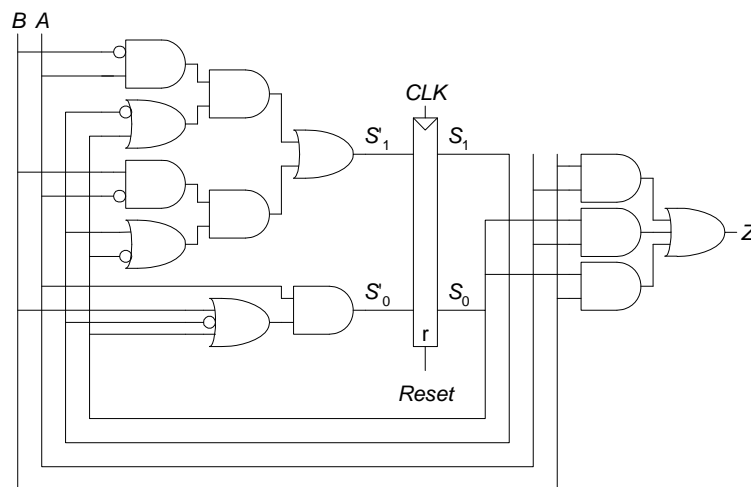 B A
CLK
S'₁ S₁
Z
S'₀ S₀
r
Reset